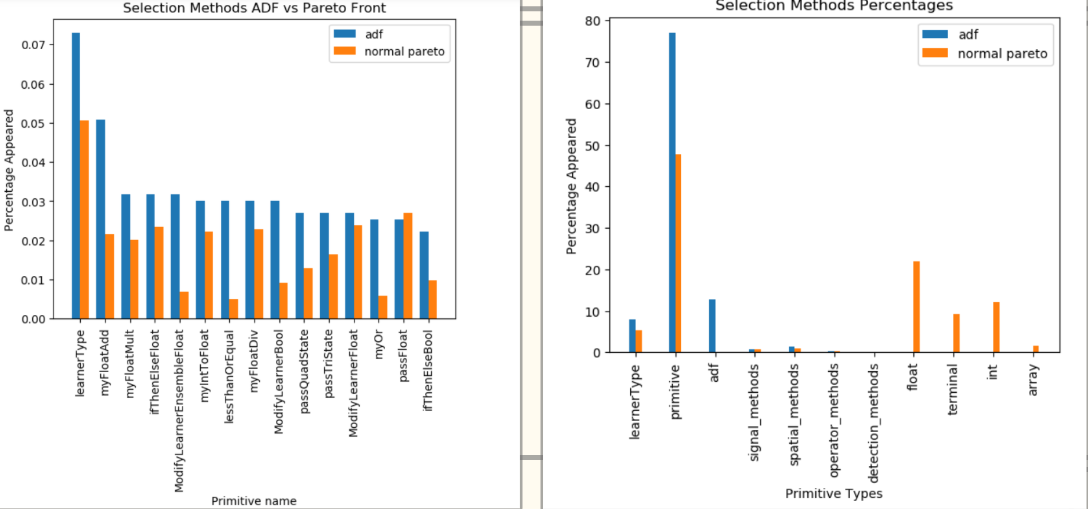 Selection Methods ADF vs Pareto Front
adf
normal pareto
Percentage Appeared
0.07
0.06
0.05
0.04
0.03
0.02
0.01
0.00
learnerType
myFloatAdd
myFloatMult
ifThenElseFloat
ModifyLearnerEnsembleFloat
myIntToFloat
lessThanOrEqual
myFloatDiv
ModifyLearnerBool
passQuadState
passTriState
ModifyLearnerFloat
myOr
passFloat
ifThenElseBool
Primitive name
Selection Methods Percentages
adf
normal pareto
Percentage Appeared
80
70
60
50
40
30
20
10
0
learnerType
primitive
adf
signal_methods
spatial_methods
operator_methods
detection_methods
float
terminal
int
array
Primitive Types